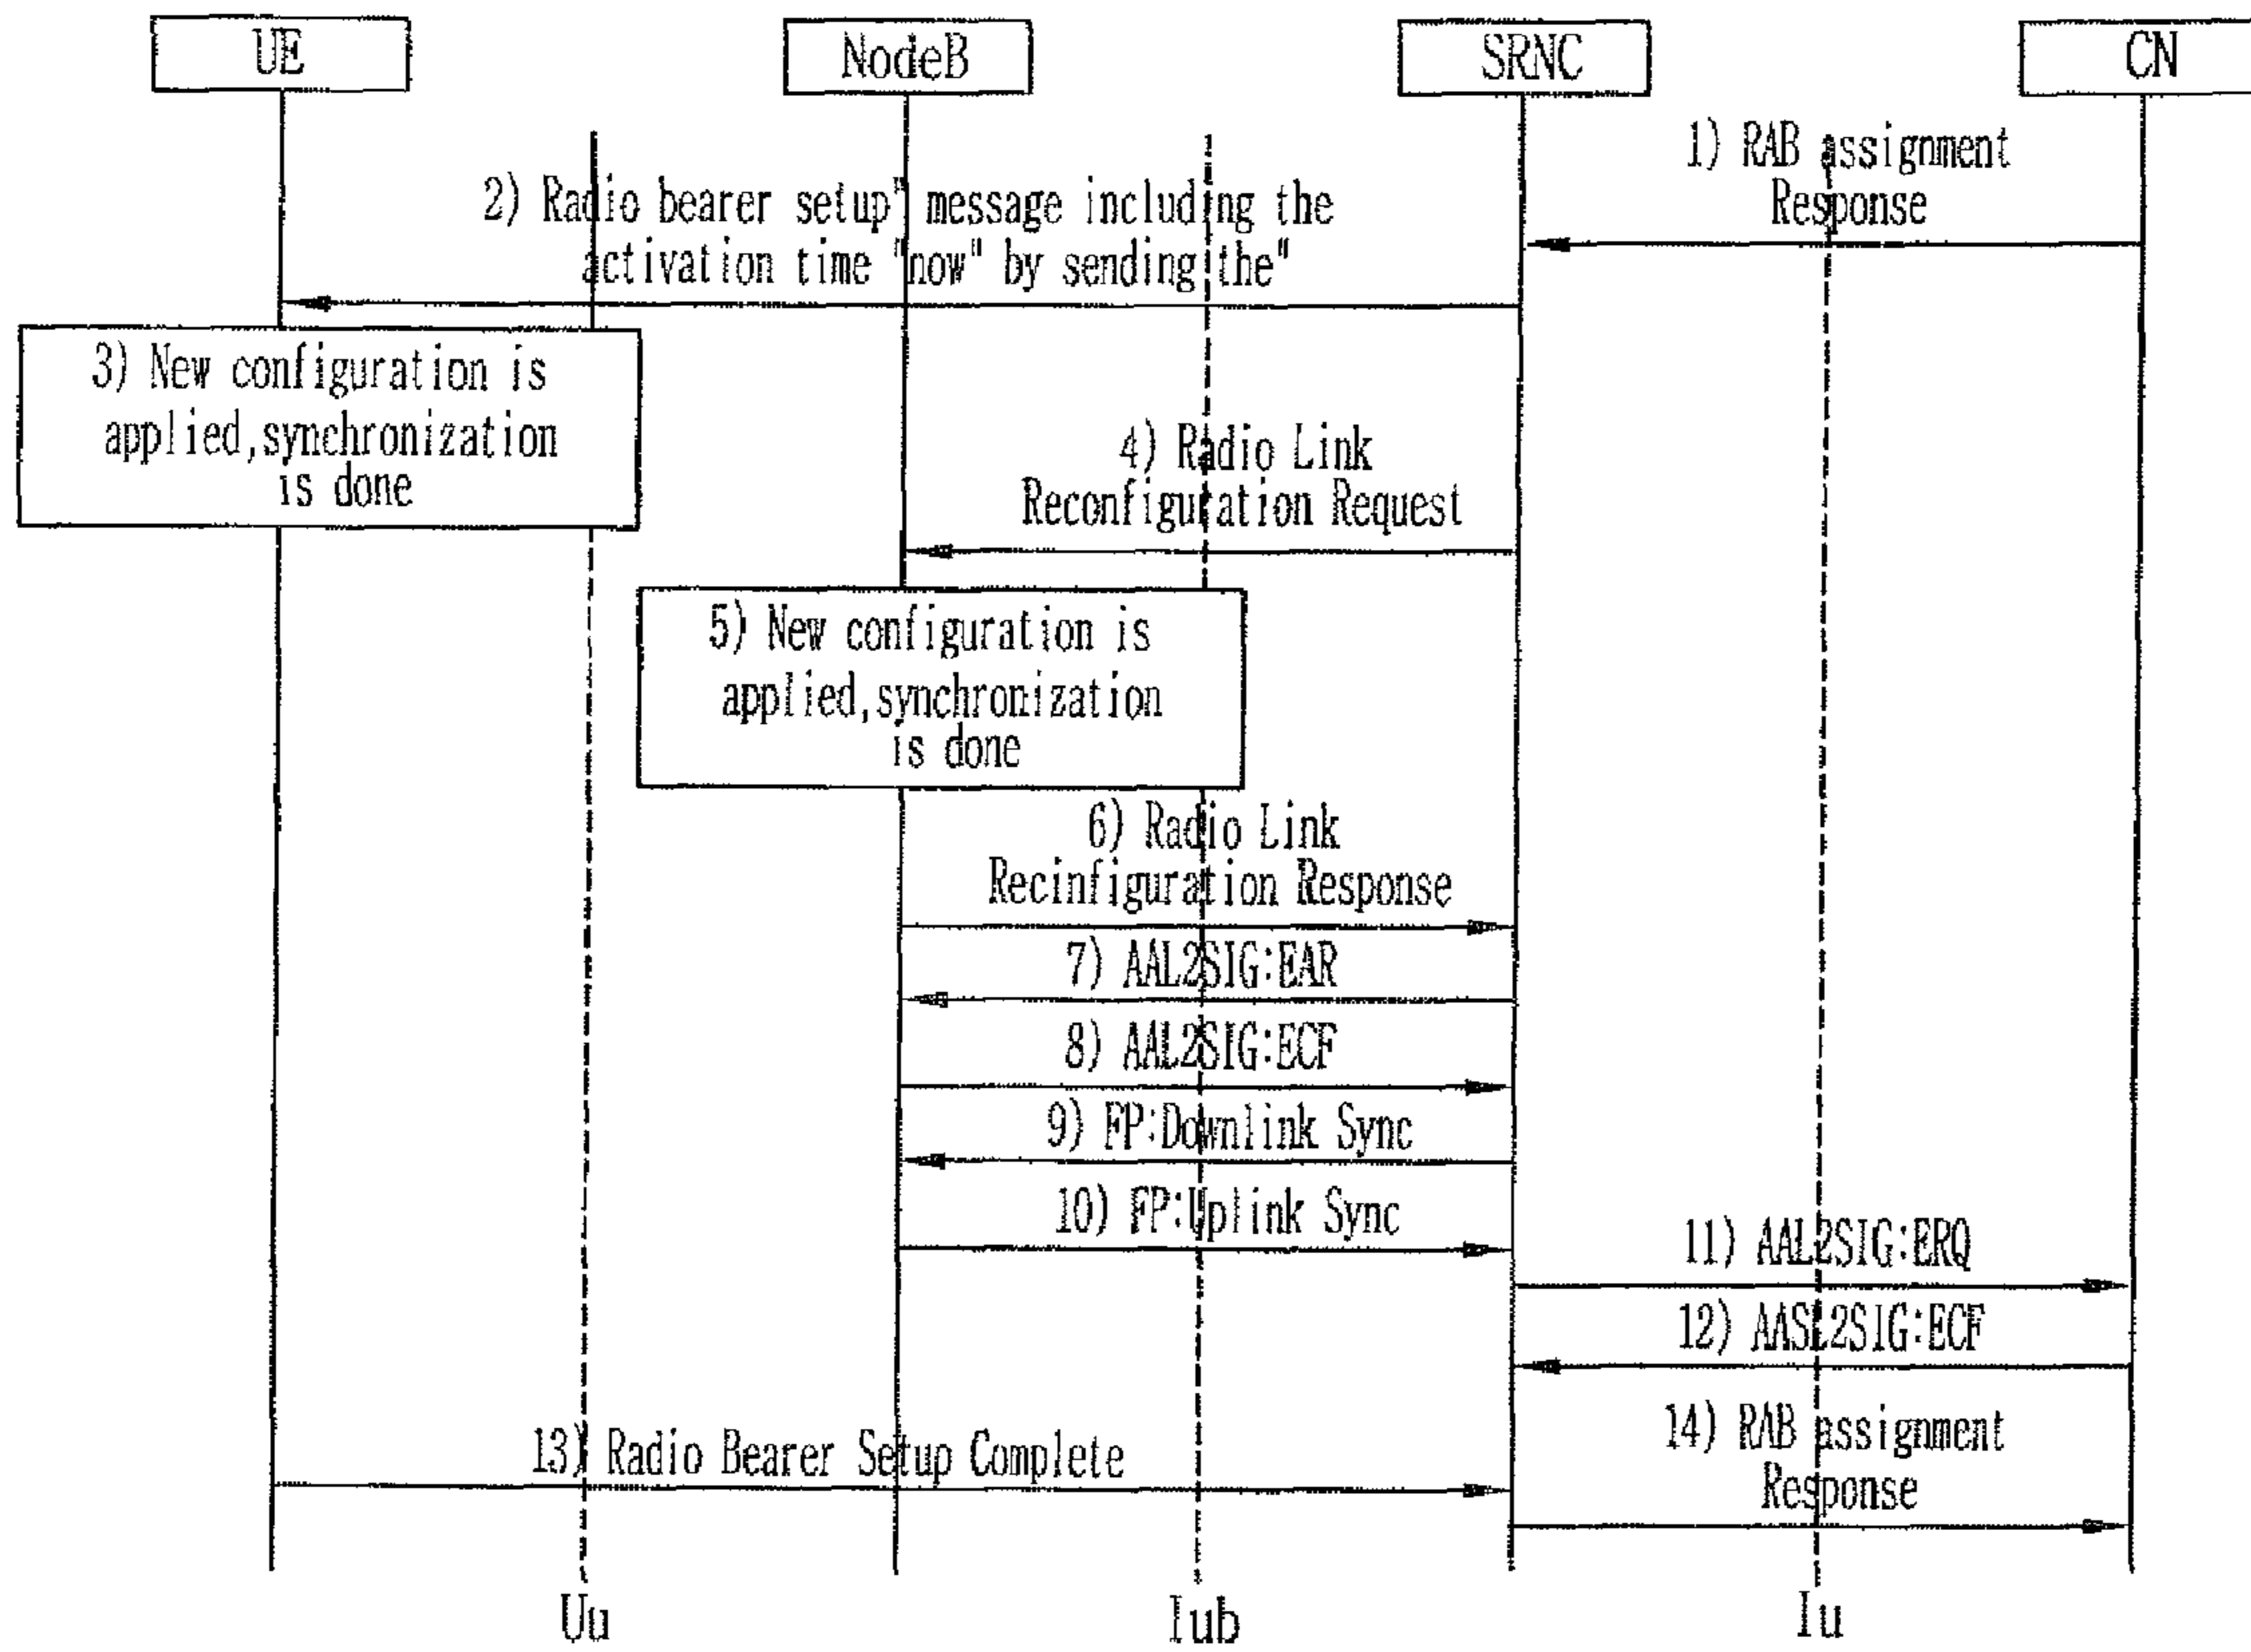 UE
NodeB
SRNC
CN
1) RAB assignment
Response
2) Radio bearer setup" message including the
activation time "now" by sending the"
3) New configuration is
applied,synchronization
is done
4) Radio Link
Reconfiguration Request
5) New configuration is
applied,synchronization
is done
6) Radio Link
Recinfiguration Response
7) AAL2SIG:EAR
8) AAL2SIG:ECF
9) FP:Downlink Sync
10) FP:Uplink Sync
11) AAL2SIG:ERQ
12) AASL2SIG:ECF
13) Radio Bearer Setup Complete
14) RAB assignment
Response
Uu
Iub
Iu